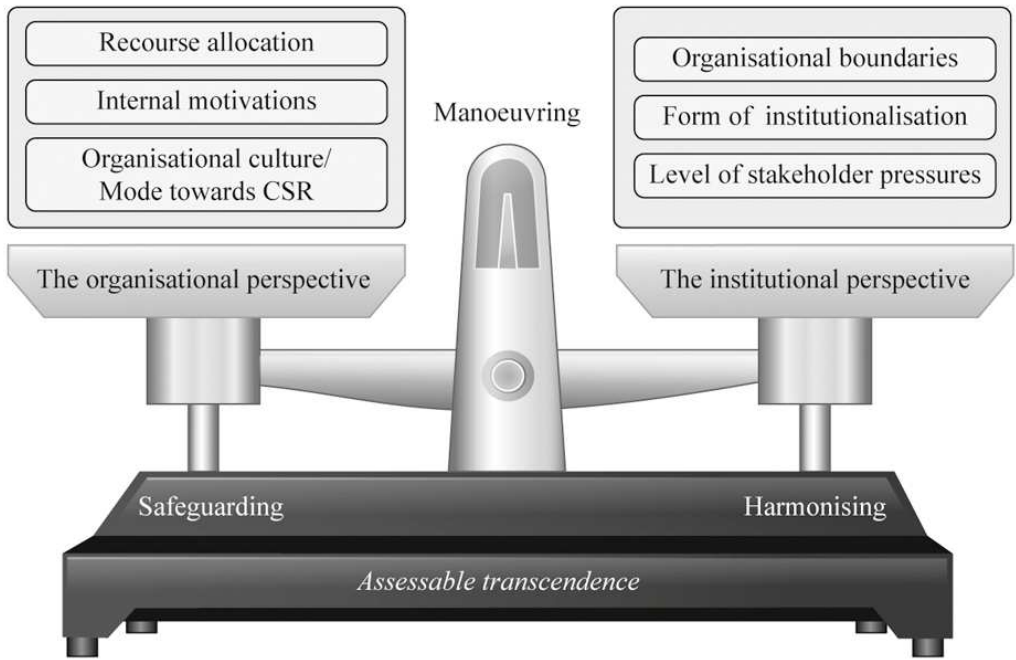 Recourse allocation
Internal motivations
Organisational culture/
Mode towards CSR
The organisational perspective
Manoeuvring
Organisational boundaries
Form of institutionalisation
Level of stakeholder pressures
The institutional perspective
Safeguarding
Harmonising
Assessable transcendence